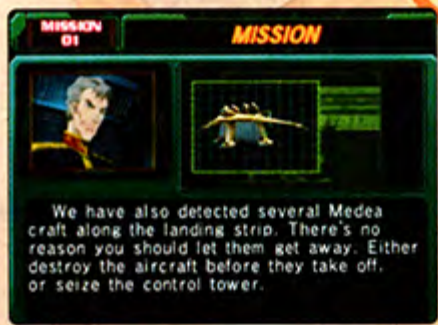 MISSION
01
MISSION
We have also detected several Medea
craft along the landing strip. There's no
reason you should let them get away. Either
destroy the aircraft before they take off,
or seize the control tower.